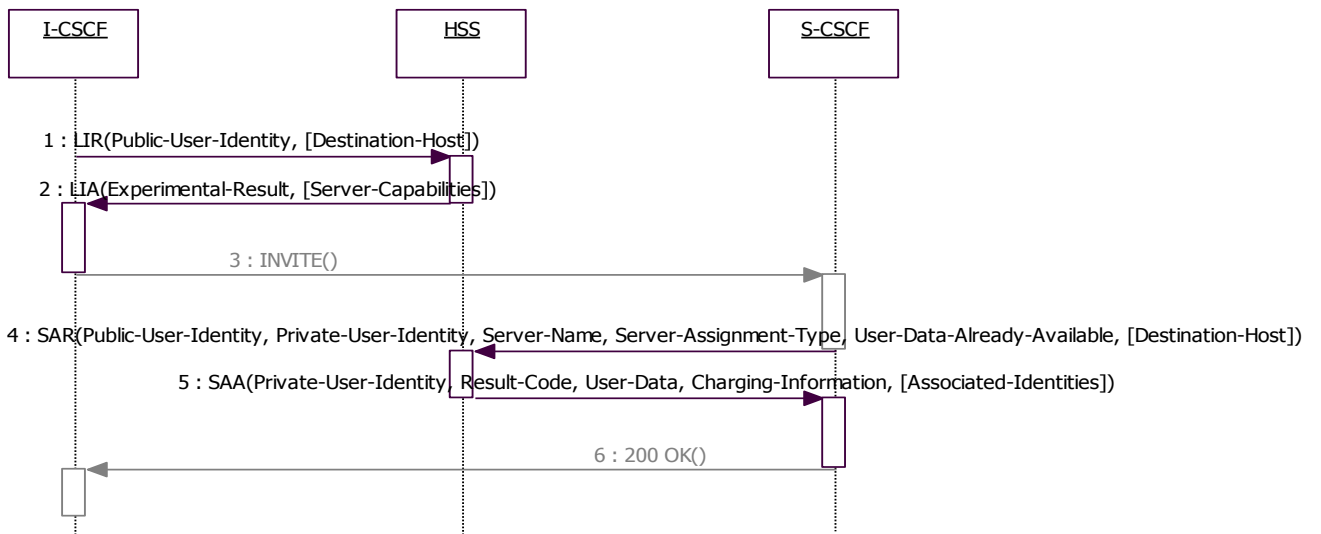 I-CSCF
HSS
S-CSCF
1 : LIR(Public-User-Identity, [Destination-Host])
2 : LIA(Experimental-Result, [Server-Capabilities])
3 : INVITE()
4 : SAR(Public-User-Identity, Private-User-Identity, Server-Name, Server-Assignment-Type, User-Data-Already-Available, [Destination-Host])
5 : SAA(Private-User-Identity, Result-Code, User-Data, Charging-Information, [Associated-Identities])
6 : 200 OK()